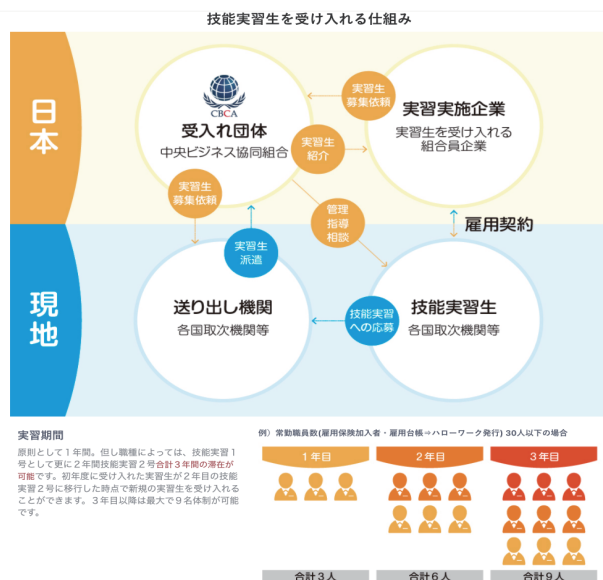 技能実習生を受け入れる仕組み
日本
CBCA
受入れ団体
中央ビジネス協同組合
実習生
募集依頼
実習実施企業
実習生を受け入れる
組合員企業
実習生
紹介
実習生
募集依頼
管理
指導
相談
雇用契約
実習生
派遣
現地
送り出し機関
各国取次機関等
技能実習
への応募
技能実習生
各国取次機関等
実習期間
原則として1年間。但し職種によっては、技能実習1
号として更に2年間技能実習2号合計3年間の滞在が
可能です。初年度に受け入れた実習生が2年目の技能
実習2号に移行した時点で新規の実習生を受け入れる
ことができます。3年目以降は最大で9名体制が可能
です。
例）常勤職員数(雇用保険加入者・雇用台帳⇒ハローワーク発行) 30人以下の場合
1年目
2年目
3年目
合計3人
合計6人
合計9人